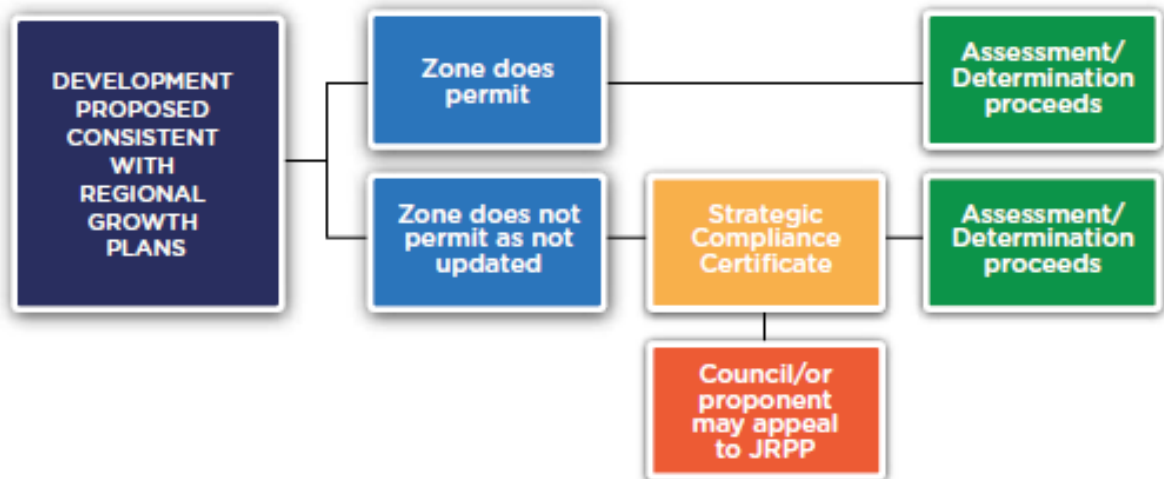 DEVELOPMENT
PROPOSED
CONSISTENT
WITH
REGIONAL
GROWTH
PLANS
Zone does
permit
Assessment/
Determination
proceeds
Zone does not
permit as not
updated
Strategic
Compliance
Certificate
Assessment/
Determination
proceeds
Council/or
proponent
may appeal
to JRPP